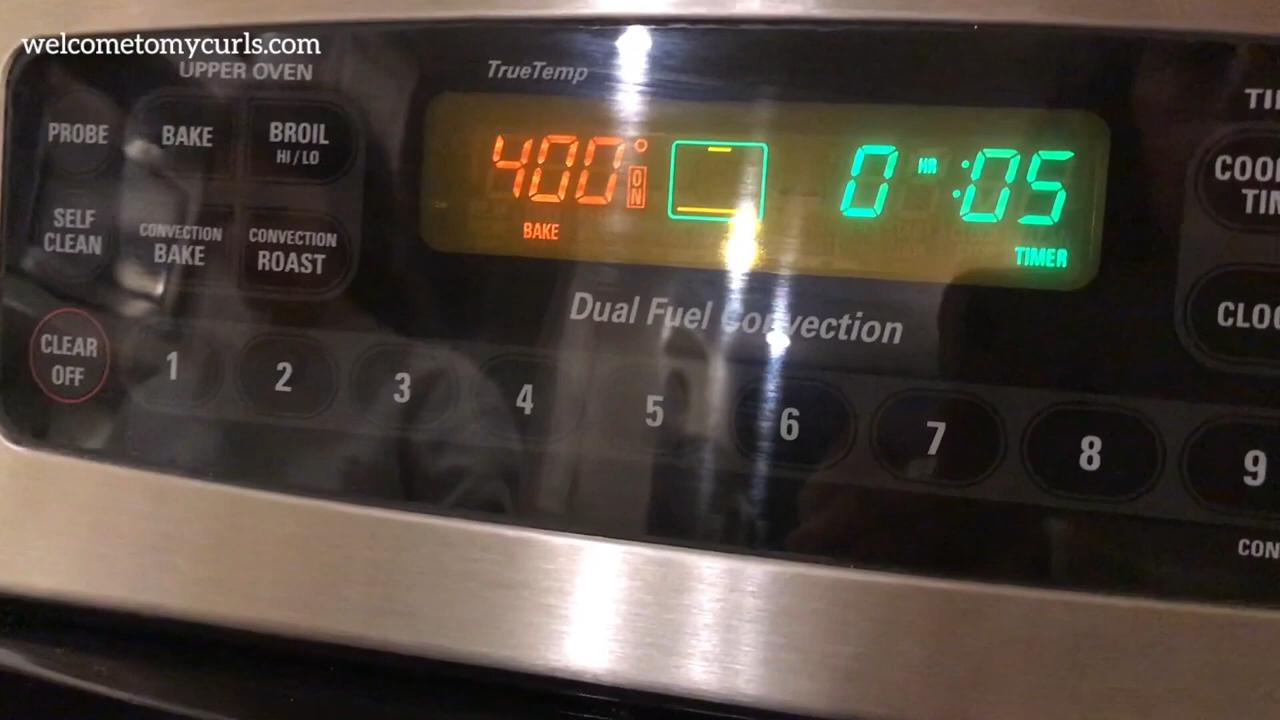 welcometomycurls.com
UPPER OVEN
TrueTemp
PROBE
BAKE
BROIL
HI / LO
400°
ON
BAKE
0 HR :05
TIMER
SELF
CLEAN
CONVECTION
BAKE
CONVECTION
ROAST
Dual Fuel Convection
CLEAR
OFF
1 2 3 4 5 6 7 8 9